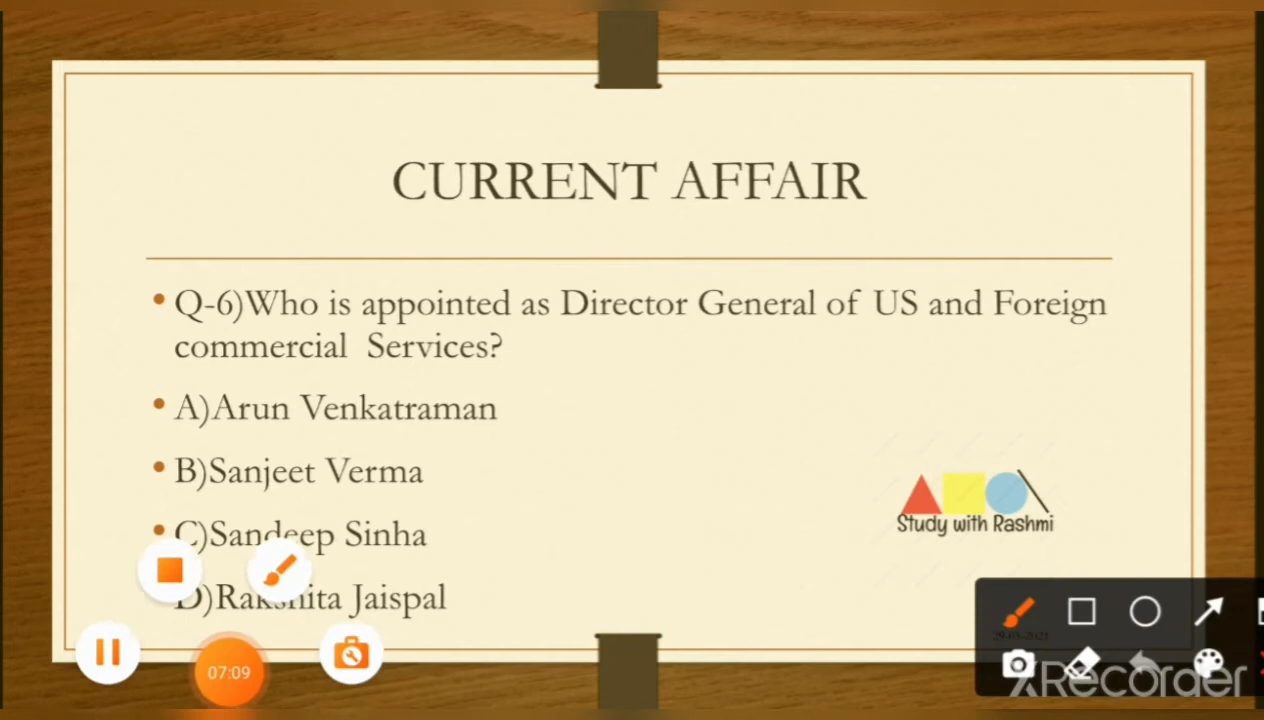 CURRENT AFFAIR
• Q-6)Who is appointed as Director General of US and Foreign
commercial Services?
• A)Arun Venkatraman
• B)Sanjeet Verma
• C)Sandeep Sinha
• D)Rakshita Jaispal
Study with Rashmi
07:09
XRecorder